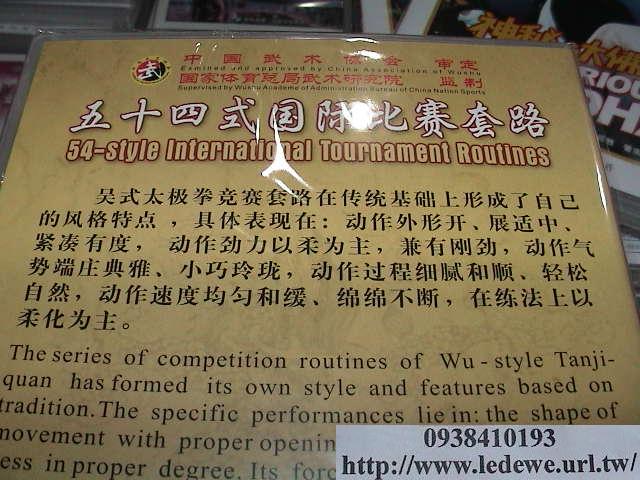 中国武术协会 审定
Examined and approved by China Association of Wushu
国家体育总局武术研究院 监制
Supervised by Wushu Academe of Administration Bureau of China Nation Sports
五十四式国际比赛套路
54-style International Tournament Routines
吴式太极拳竞赛套路在传统基础上形成了自己
的风格特点，具体表现在：动作外形开、展适中、
紧凑有度， 动作劲力以柔为主，兼有刚劲，动作气
势端庄典雅、小巧玲珑，动作过程细腻和顺、轻松
自然，动作速度均匀和缓、绵绵不断，在练法上以
柔化为主。
The series of competition routines of Wu-style Tanji-
quan has formed its own style and features based on
tradition.The specific performances lie in: the shape of
movement with proper openin
ess in proper degree. Its forc
0938410193
http://www.ledewe.url.tw/